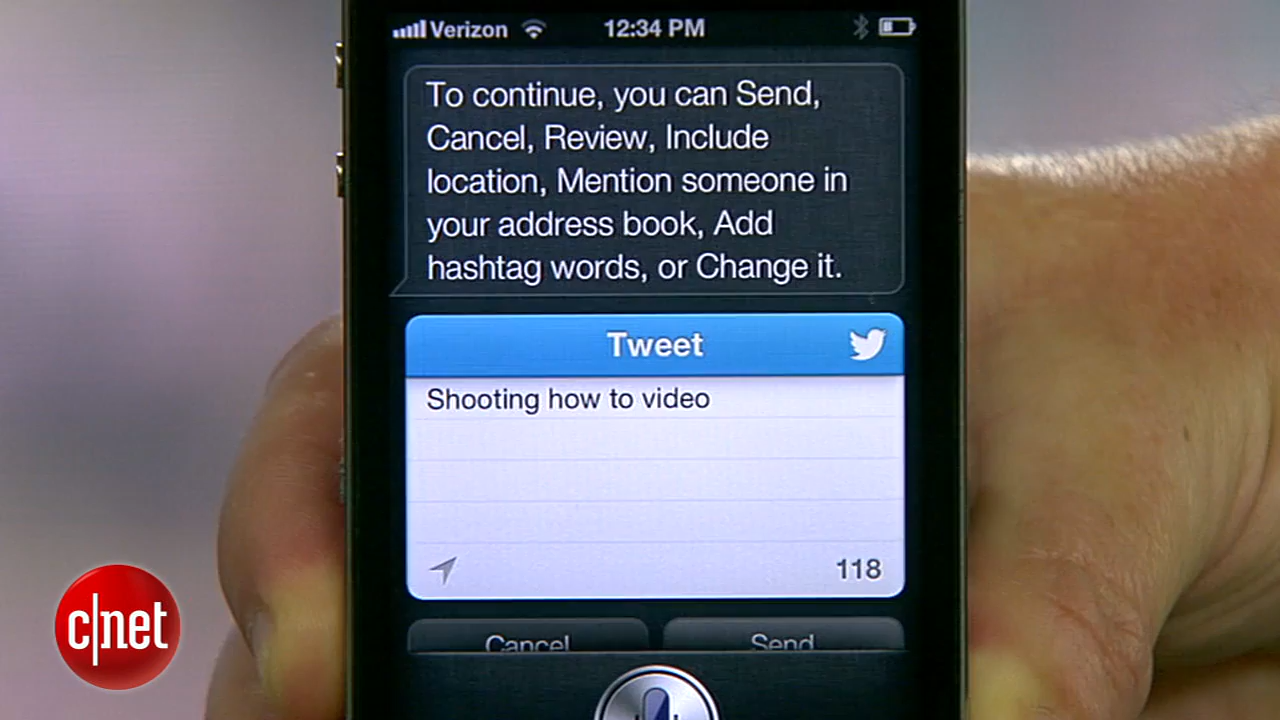 Verizon 12:34 PM
To continue, you can Send,
Cancel, Review, Include
location, Mention someone in
your address book, Add
hashtag words, or Change it.
Tweet
Shooting how to video
118
Cancel Send
c|net